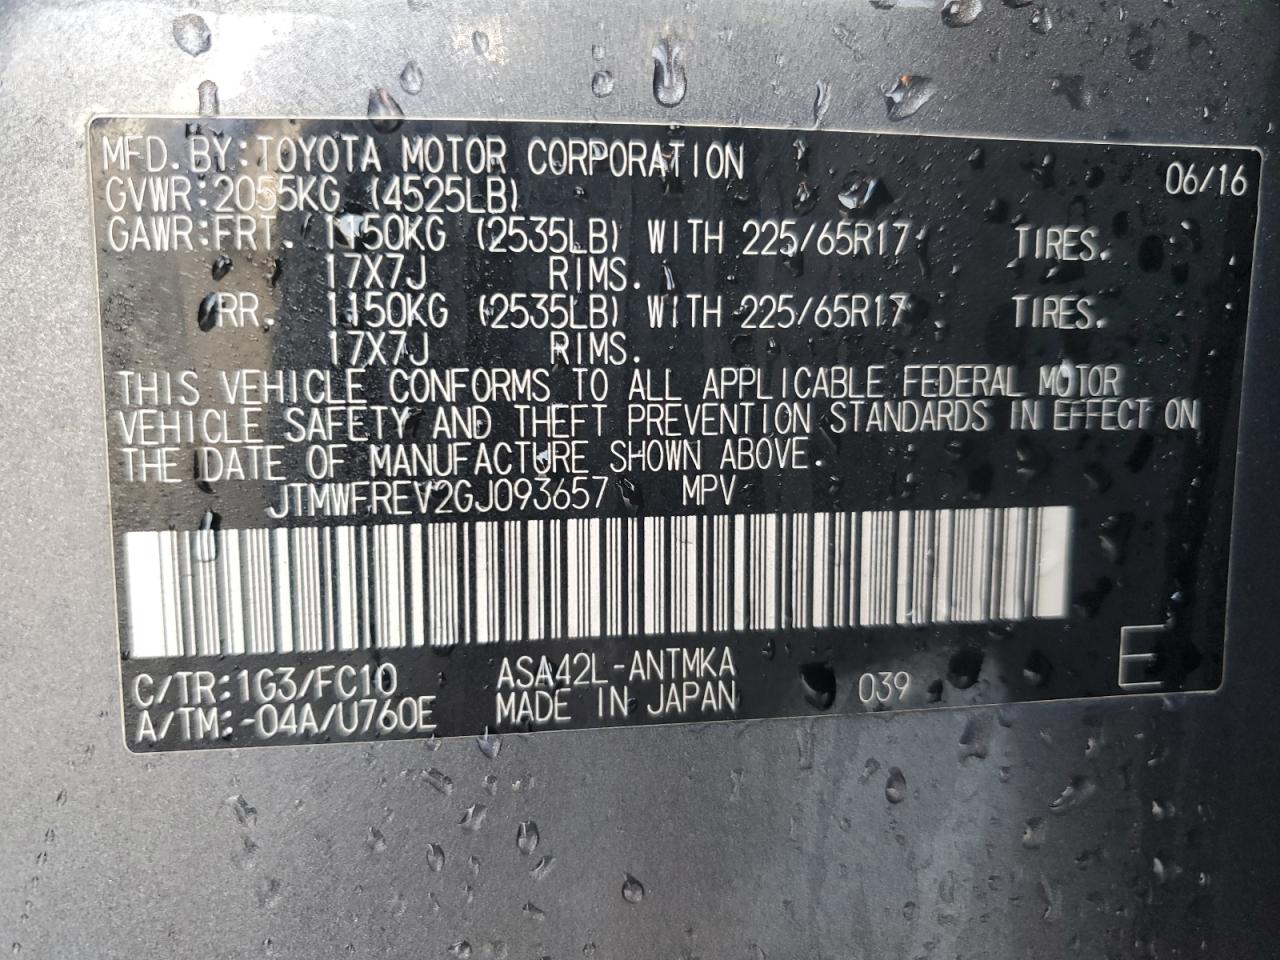 MFD. BY: TOYOTA MOTOR CORPORATION 06/16
GVWR: 2055KG (4525LB)
GAWR: FRT. 1150KG (2535LB) WITH 225/65R17 TIRES.
17X7J RIMS.
RR. 1150KG (2535LB) WITH 225/65R17 TIRES.
17X7J RIMS.
THIS VEHICLE CONFORMS TO ALL APPLICABLE FEDERAL MOTOR
VEHICLE SAFETY AND THEFT PREVENTION STANDARDS IN EFFECT ON
THE DATE OF MANUFACTURE SHOWN ABOVE.
JTMWFREV2GJ093657 MPV
C/TR: 1G3/FC10 ASA42L-ANTMKA 039 E
A/TM: -04A/U760E MADE IN JAPAN